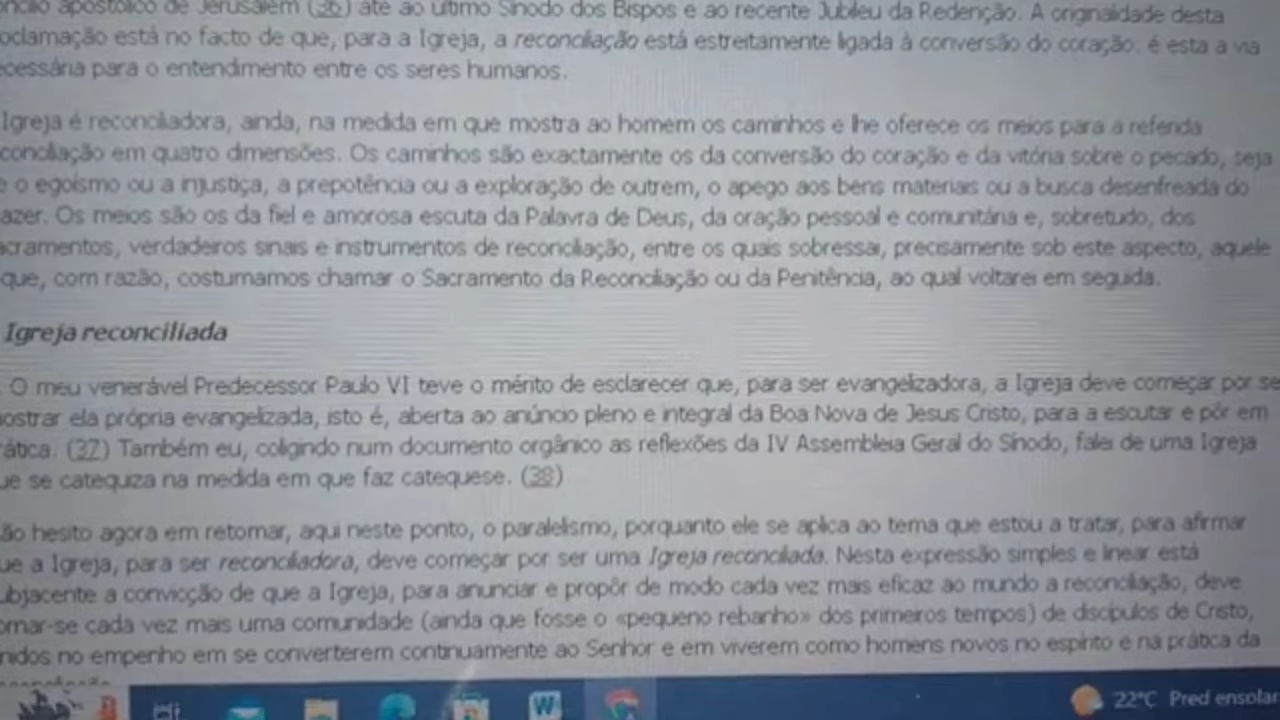 oncílio apostólico de Jerusalém (36) até ao último Sínodo dos Bispos e ao recente Jubileu da Redenção. A originalidade desta
oclamação está no facto de que, para a Igreja, a reconciliação está estreitamente ligada à conversão do coração: é esta a via
ecessária para o entendimento entre os seres humanos.
Igreja é reconciliadora, ainda, na medida em que mostra ao homem os caminhos e lhe oferece os meios para a referida
conciliação em quatro dimensões. Os caminhos são exactamente os da conversão do coração e da vitória sobre o pecado, seja
e o egoísmo ou a injustiça, a prepotência ou a exploração de outrem, o apego aos bens materiais ou a busca desenfreada do
azer. Os meios são os da fiel e amorosa escuta da Palavra de Deus, da oração pessoal e comunitária e, sobretudo, dos
acramentos, verdadeiros sinais e instrumentos de reconciliação, entre os quais sobressai, precisamente sob este aspecto, aquele
que, com razão, costumamos chamar o Sacramento da Reconciliação ou da Penitência, ao qual voltarei em seguida.
Igreja reconciliada
O meu venerável Predecessor Paulo VI teve o mérito de esclarecer que, para ser evangelizadora, a Igreja deve começar por se
ostrar ela própria evangelizada, isto é, aberta ao anúncio pleno e integral da Boa Nova de Jesus Cristo, para a escutar e pôr em
rática. (37) Também eu, coligindo num documento orgânico as reflexões da IV Assembleia Geral do Sínodo, falei de uma Igreja
ue se catequiza na medida em que faz catequese. (38)
ão hesito agora em retomar, aqui neste ponto, o paralelismo, porquanto ele se aplica ao tema que estou a tratar, para afirmar
ue a Igreja, para ser reconciliadora, deve começar por ser uma Igreja reconciliada. Nesta expressão simples e linear está
ubjacente a convicção de que a Igreja, para anunciar e propôr de modo cada vez mais eficaz ao mundo a reconciliação, deve
ornar-se cada vez mais uma comunidade (ainda que fosse o «pequeno rebanho» dos primeiros tempos) de discípulos de Cristo,
nidos no empenho em se converterem continuamente ao Senhor e em viverem como homens novos no espírito e na prática da
22°C Pred ensolar